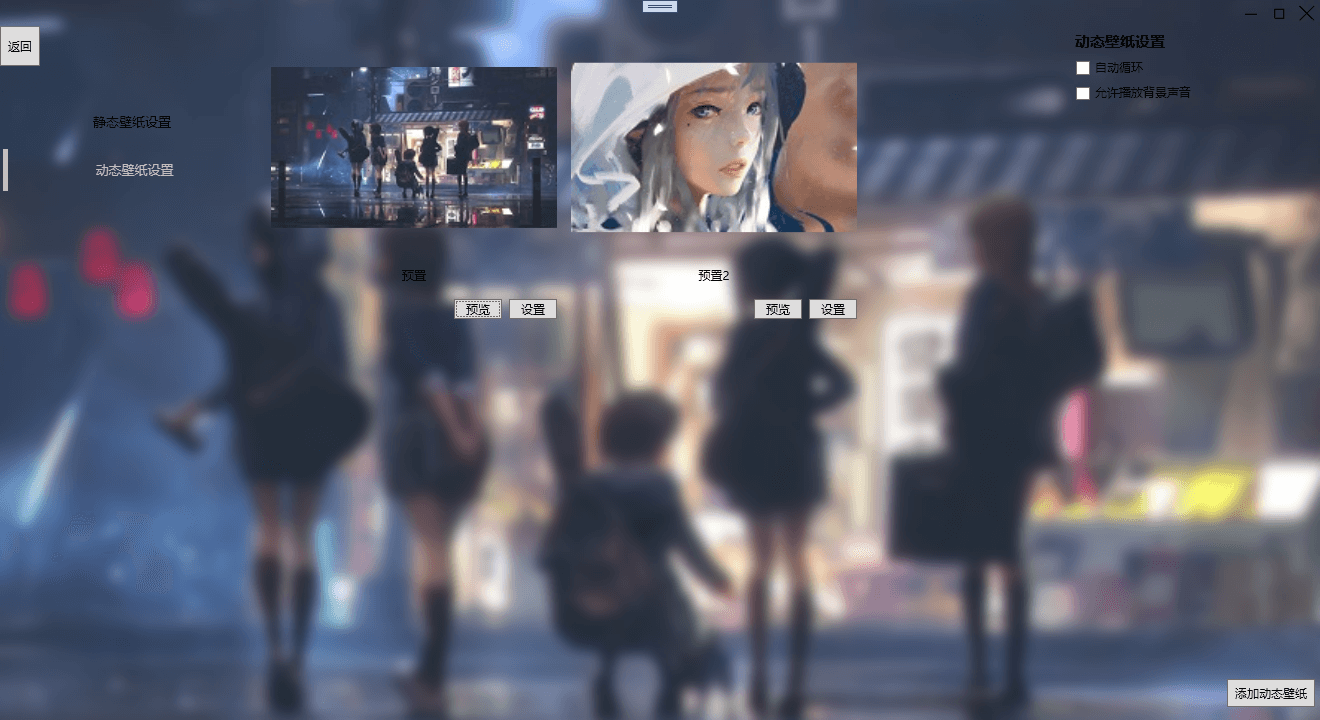 返回
静态壁纸设置
动态壁纸设置
预置
预览
设置
预置2
预览
设置
动态壁纸设置
自动循环
允许播放背景声音
添加动态壁纸